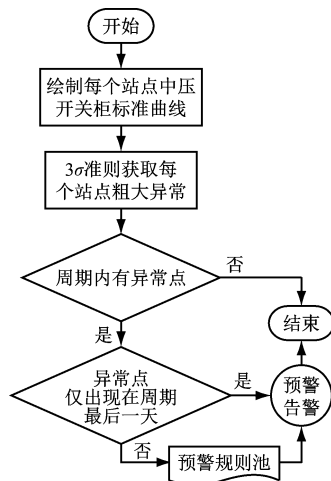 开始
绘制每个站点中压
开关柜标准曲线
3σ准则获取每
个站点粗大异常
周期内有异常点
否
是
结束
异常点
仅出现在周期
最后一天
是
预警
告警
否
预警规则池